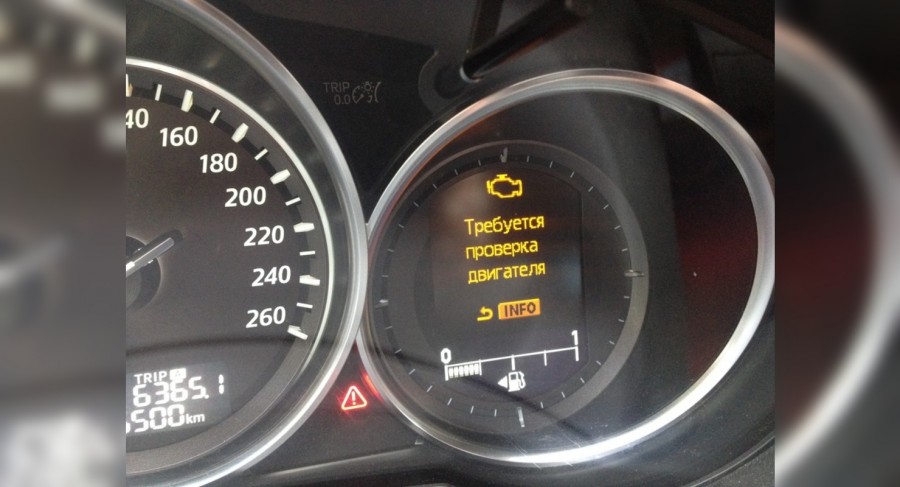 TRIP
0.0
160
180
200
220
240
260
Требуется
проверка
двигателя
INFO
0 1
TRIP A
6365.1
500km